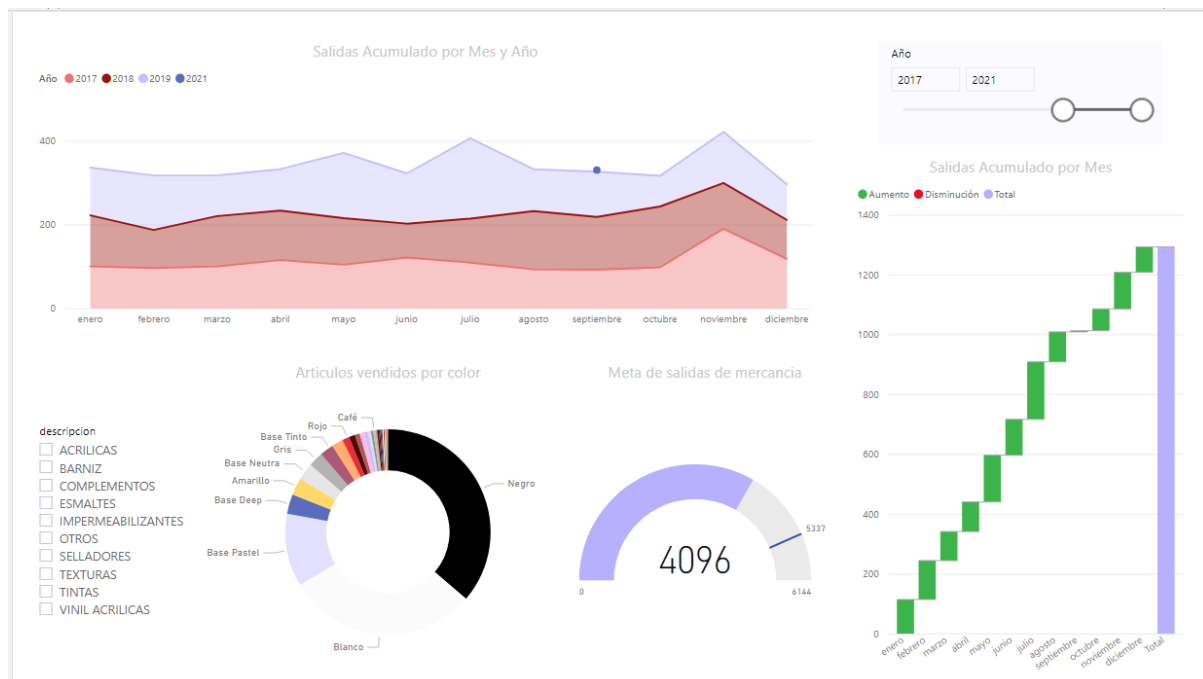 Salidas Acumulado por Mes y Año
Año 2017 2018 2019 2021
400
200
0
enero febrero marzo abril mayo junio julio agosto septiembre octubre noviembre diciembre
Año
2017 2021
Salidas Acumulado por Mes
Aumento Disminución Total
1400
1200
1000
800
600
400
200
0
enero febrero marzo abril mayo junio julio agosto septiembre octubre noviembre diciembre Total
descripcion
ACRILICAS
BARNIZ
COMPLEMENTOS
ESMALTES
IMPERMEABILIZANTES
OTROS
SELLADORES
TEXTURAS
TINTAS
VINIL ACRILICAS
Articulos vendidos por color
Café
Rojo
Base Tinto
Gris
Base Neutra
Amarillo
Base Deep
Base Pastel
Blanco
Negro
Meta de salidas de mercancia
5337
4096
0 6144